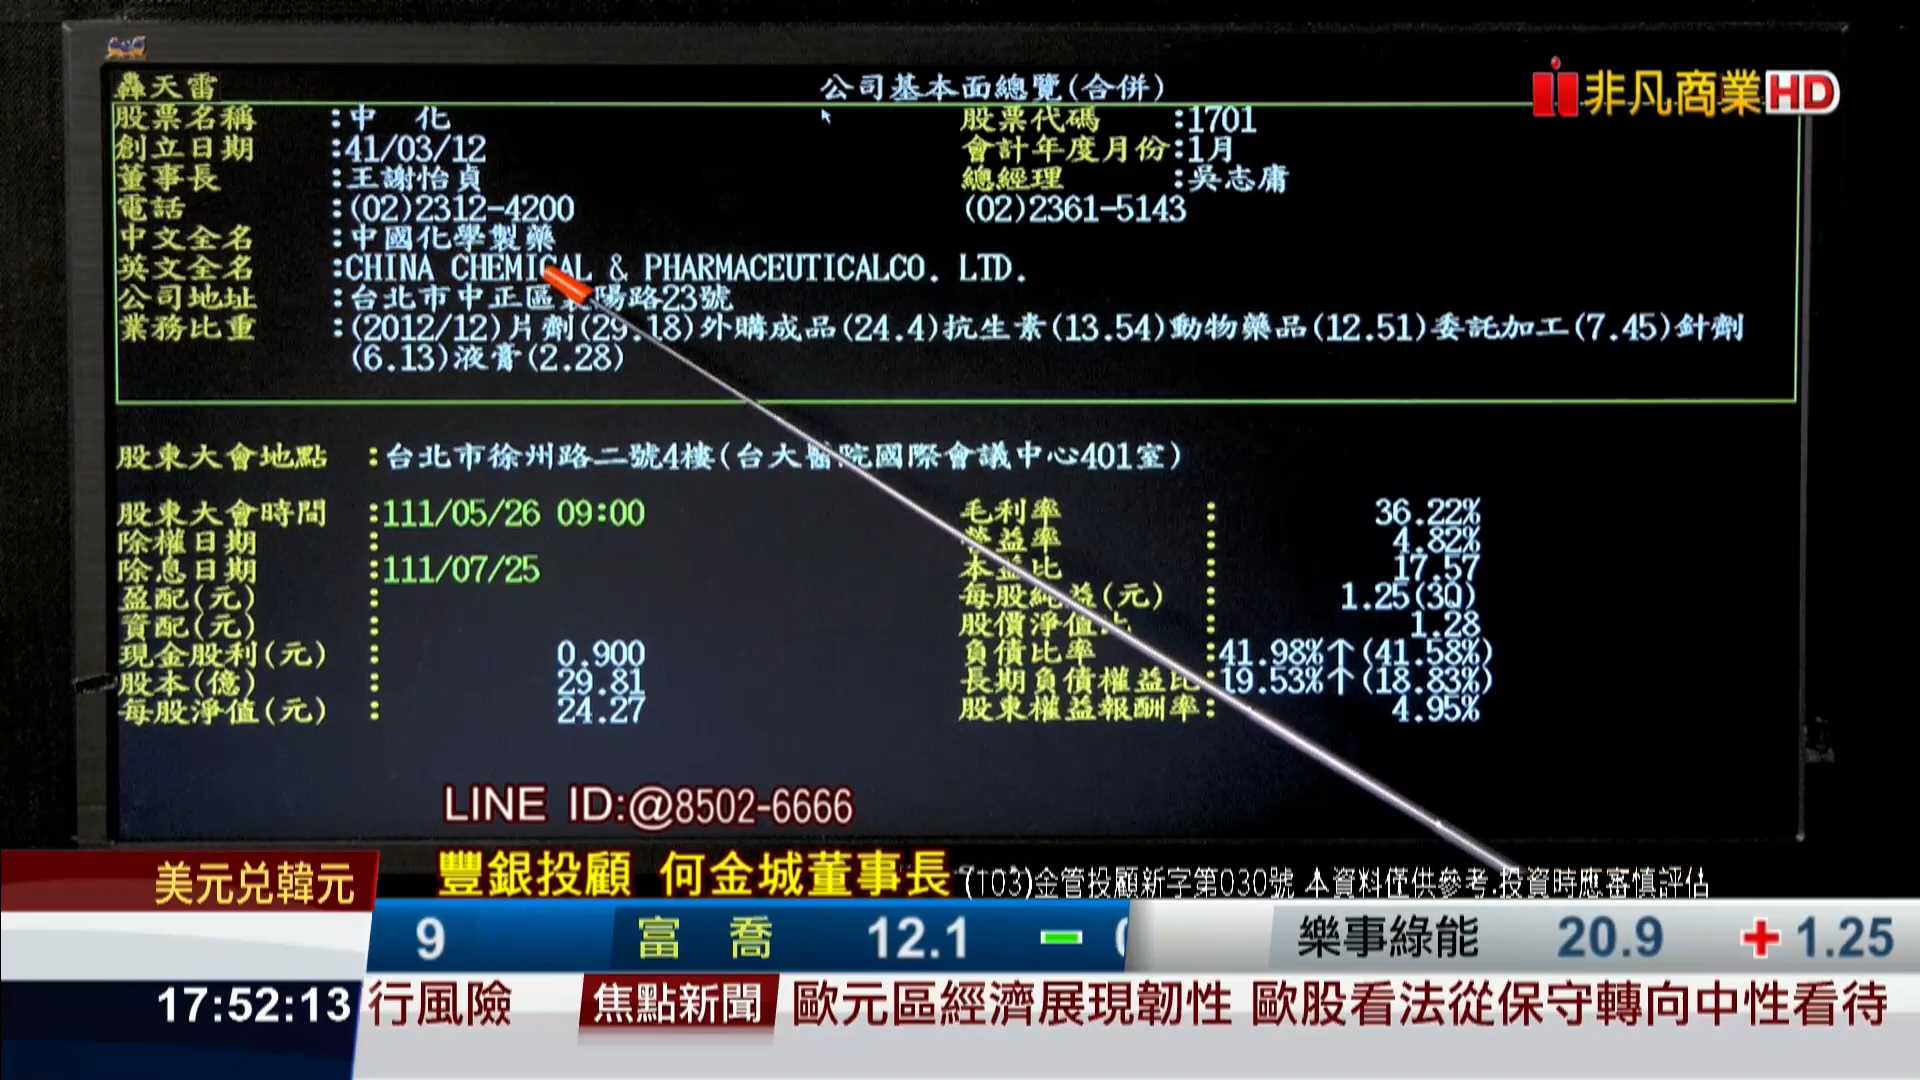 轟天雷
公司基本面總覽(合併)
非凡商業HD
股票名稱 :中 化 股票代碼 :1701
創立日期 :41/03/12 會計年度月份:1月
董事長 :王謝怡貞 總經理 :吳志庸
電話 :(02)2312-4200 (02)2361-5143
中文全名 :中國化學製藥
英文全名 :CHINA CHEMICAL & PHARMACEUTICALCO. LTD.
公司地址 :台北市中正區 陽路23號
業務比重 :(2012/12)片劑(29.18)外購成品(24.4)抗生素(13.54)動物藥品(12.51)委託加工(7.45)針劑
(6.13)液膏(2.28)
股東大會地點 :台北市徐州路二號4樓(台大醫院國際會議中心401室)
股東大會時間 :111/05/26 09:00 毛利率 : 36.22%
除權日期 : 營益率 : 4.82%
除息日期 :111/07/25 本益比 : 17.57
盈配(元) : 每股純益(元) : 1.25(3Q)
資配(元) : 股價淨值比 : 1.28
現金股利(元) : 0.900 負債比率 :41.98%↑(41.58%)
股本(億) : 29.81 長期負債權益比:19.53%↑(18.83%)
每股淨值(元) : 24.27 股東權益報酬率: 4.95%
LINE ID:@8502-6666
美元兌韓元
豐銀投顧 何金城董事長 (103)金管投顧新字第030號 本資料僅供參考.投資時應審慎評估
9 富喬 12.1 樂事綠能 20.9 + 1.25
17:52:13 行風險 焦點新聞 歐元區經濟展現韌性 歐股看法從保守轉向中性看待